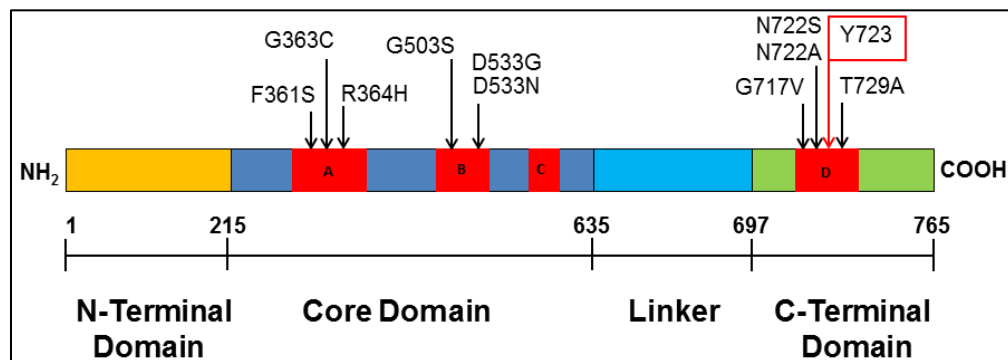 N722S
G363C G503S N722A Y723
D533G
F361S R364H D533N G717V T729A
NH2 A B C D COOH
1 215 635 697 765
N-Terminal Core Domain Linker C-Terminal
Domain Domain